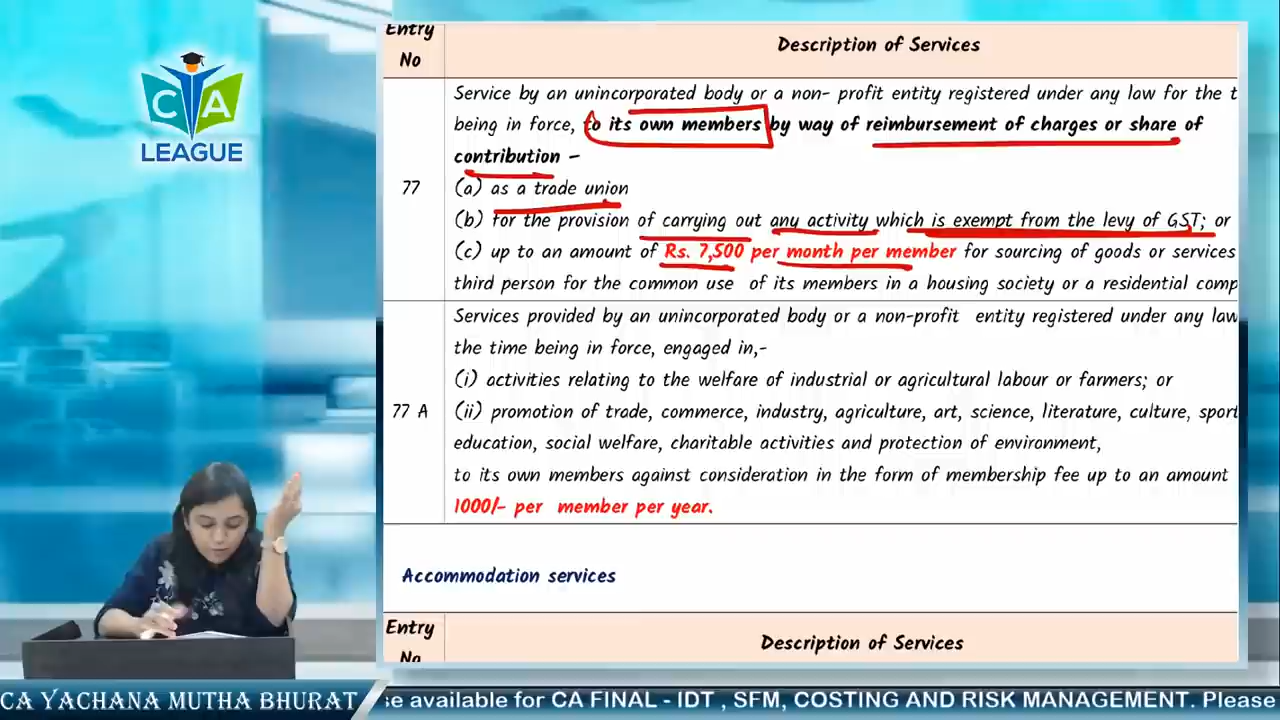 CA
LEAGUE
Entry
No
Description of Services
Service by an unincorporated body or a non- profit entity registered under any law for the t
being in force, to its own members by way of reimbursement of charges or share of
contribution –
77
(a) as a trade union
(b) for the provision of carrying out any activity which is exempt from the levy of GST; or
(c) up to an amount of Rs. 7,500 per month per member for sourcing of goods or services
third person for the common use of its members in a housing society or a residential comp
Services provided by an unincorporated body or a non-profit entity registered under any law
the time being in force, engaged in,-
(i) activities relating to the welfare of industrial or agricultural labour or farmers; or
77 A
(ii) promotion of trade, commerce, industry, agriculture, art, science, literature, culture, sport
education, social welfare, charitable activities and protection of environment,
to its own members against consideration in the form of membership fee up to an amount
1000/- per member per year.
Accommodation services
Entry
No
Description of Services
CA YACHANA MUTHA BHURAT
se available for CA FINAL - IDT , SFM, COSTING AND RISK MANAGEMENT. Please